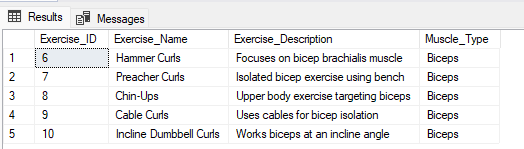 Results Messages
Exercise_ID Exercise_Name Exercise_Description Muscle_Type
1 6 Hammer Curls Focuses on bicep brachialis muscle Biceps
2 7 Preacher Curls Isolated bicep exercise using bench Biceps
3 8 Chin-Ups Upper body exercise targeting biceps Biceps
4 9 Cable Curls Uses cables for bicep isolation Biceps
5 10 Incline Dumbbell Curls Works biceps at an incline angle Biceps